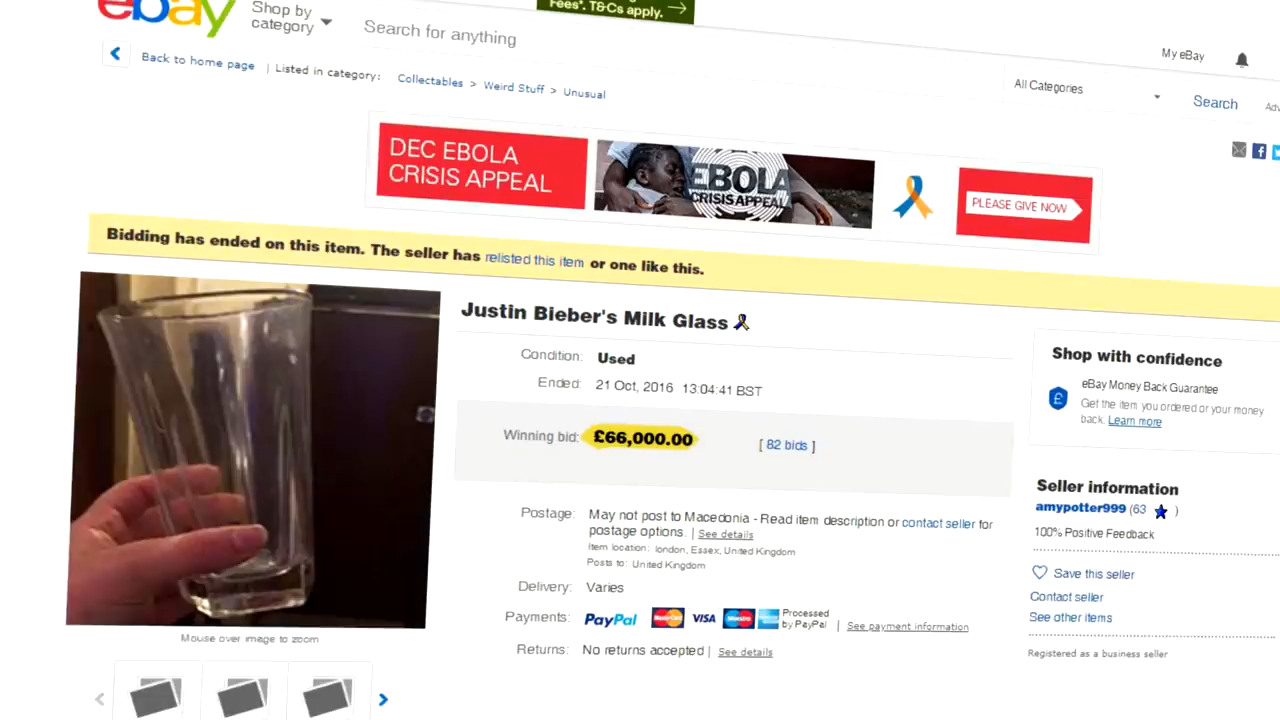 Fees*. T&Cs apply.
ebay
Shop by
category
Search for anything
My eBay
Back to home page | Listed in category: Collectables > Weird Stuff > Unusual
All Categories
Search
Adv
DEC EBOLA
CRISIS APPEAL
EBOLA
CRISIS APPEAL
PLEASE GIVE NOW
Bidding has ended on this item. The seller has relisted this item or one like this.
Justin Bieber's Milk Glass
Condition: Used
Ended: 21 Oct, 2016 13:04:41 BST
Winning bid: £66,000.00 [ 82 bids ]
Postage: May not post to Macedonia - Read item description or contact seller for
postage options. | See details
Item location: london, Essex, United Kingdom
Posts to: United Kingdom
Delivery: Varies
Payments: PayPal MasterCard VISA Maestro Processed
by PayPal | See payment information
Returns: No returns accepted | See details
Mouse over image to zoom
Shop with confidence
eBay Money Back Guarantee
Get the item you ordered or your money
back. Learn more
Seller information
amypotter999 (63 )
100% Positive Feedback
Save this seller
Contact seller
See other items
Registered as a business seller